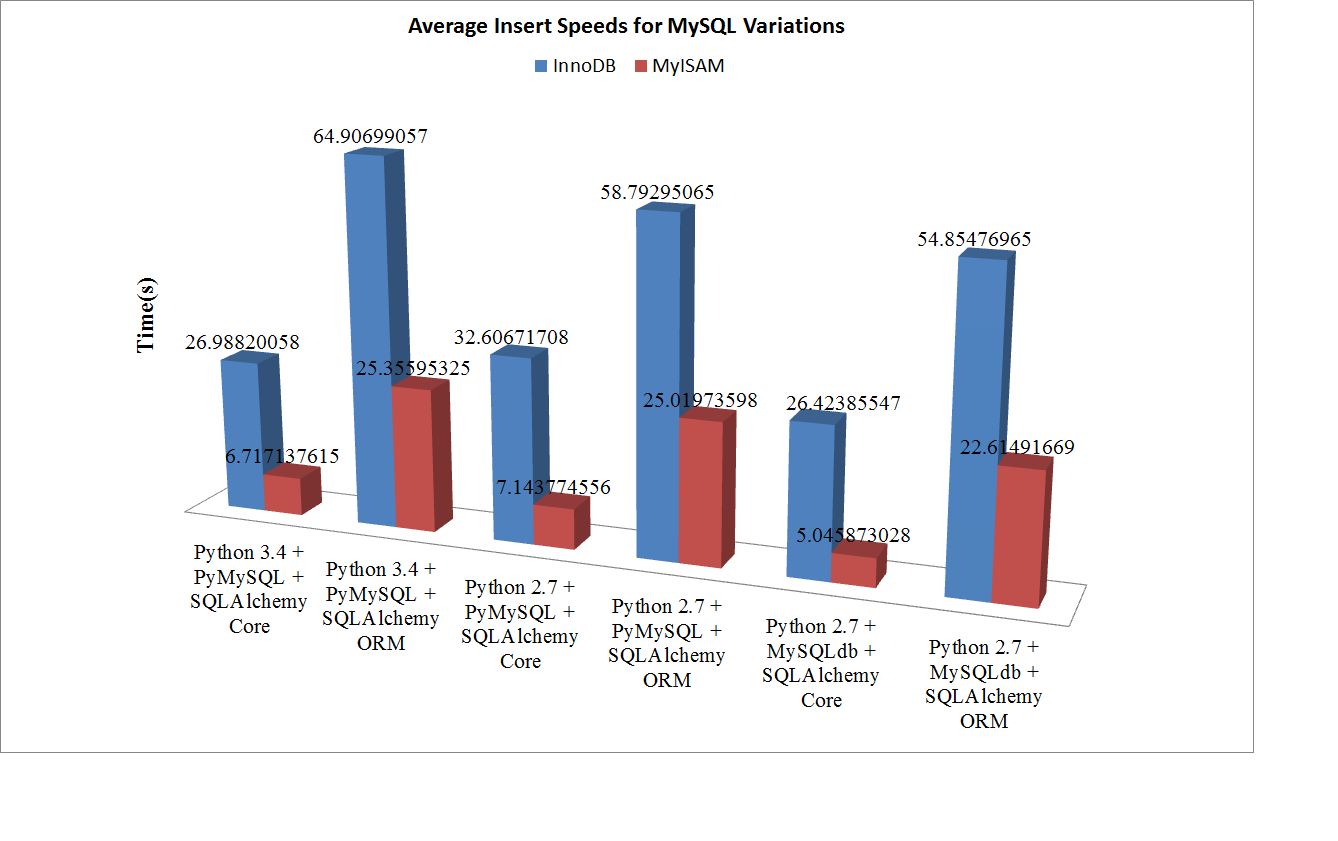 Average Insert Speeds for MySQL Variations
InnoDB MyISAM
Time(s)
64.90699057
58.79295065
54.85476965
26.98820058
32.60671708
25.35595325
25.01973598
26.42385547
22.61491669
6.717137615
7.143774556
5.045873028
Python 3.4 +
PyMySQL +
SQLAlchemy
Core
Python 3.4 +
PyMySQL +
SQLAlchemy
ORM
Python 2.7 +
PyMySQL +
SQLAlchemy
Core
Python 2.7 +
PyMySQL +
SQLAlchemy
ORM
Python 2.7 +
MySQLdb +
SQLAlchemy
Core
Python 2.7 +
MySQLdb +
SQLAlchemy
ORM